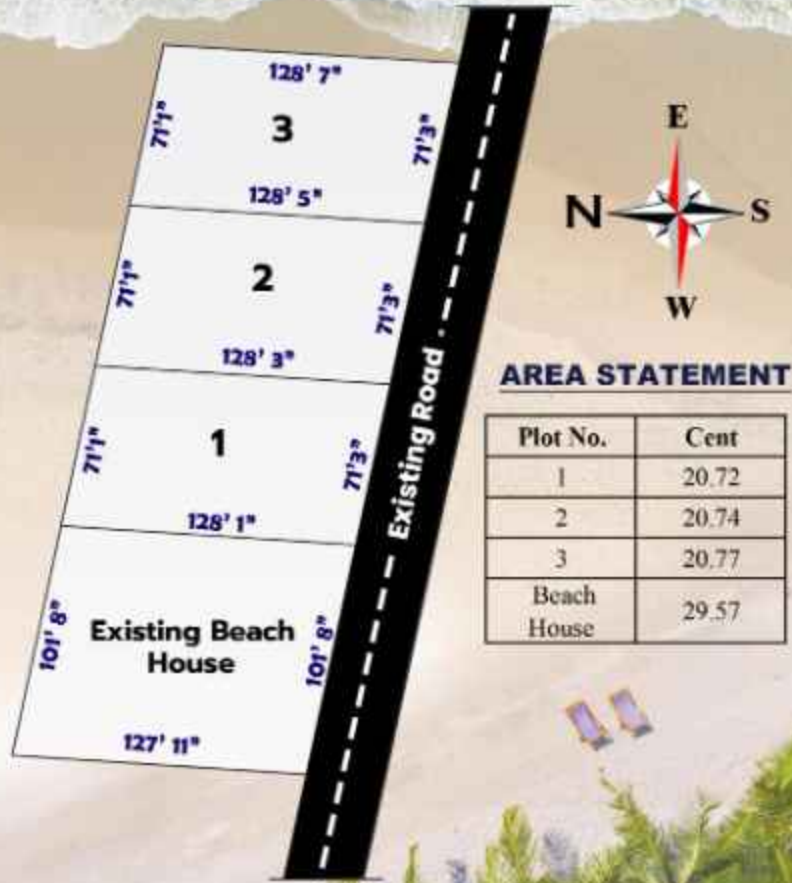 128' 7"
71'1"
3
71'3"
128' 5"
71'1"
2
71'3"
128' 3"
71'1"
1
71'3"
128' 1"
101' 8"
Existing Beach
House
101' 8"
127' 11"
Existing Road
E
N
S
W
AREA STATEMENT
Plot No. Cent
1 20.72
2 20.74
3 20.77
Beach
House 29.57